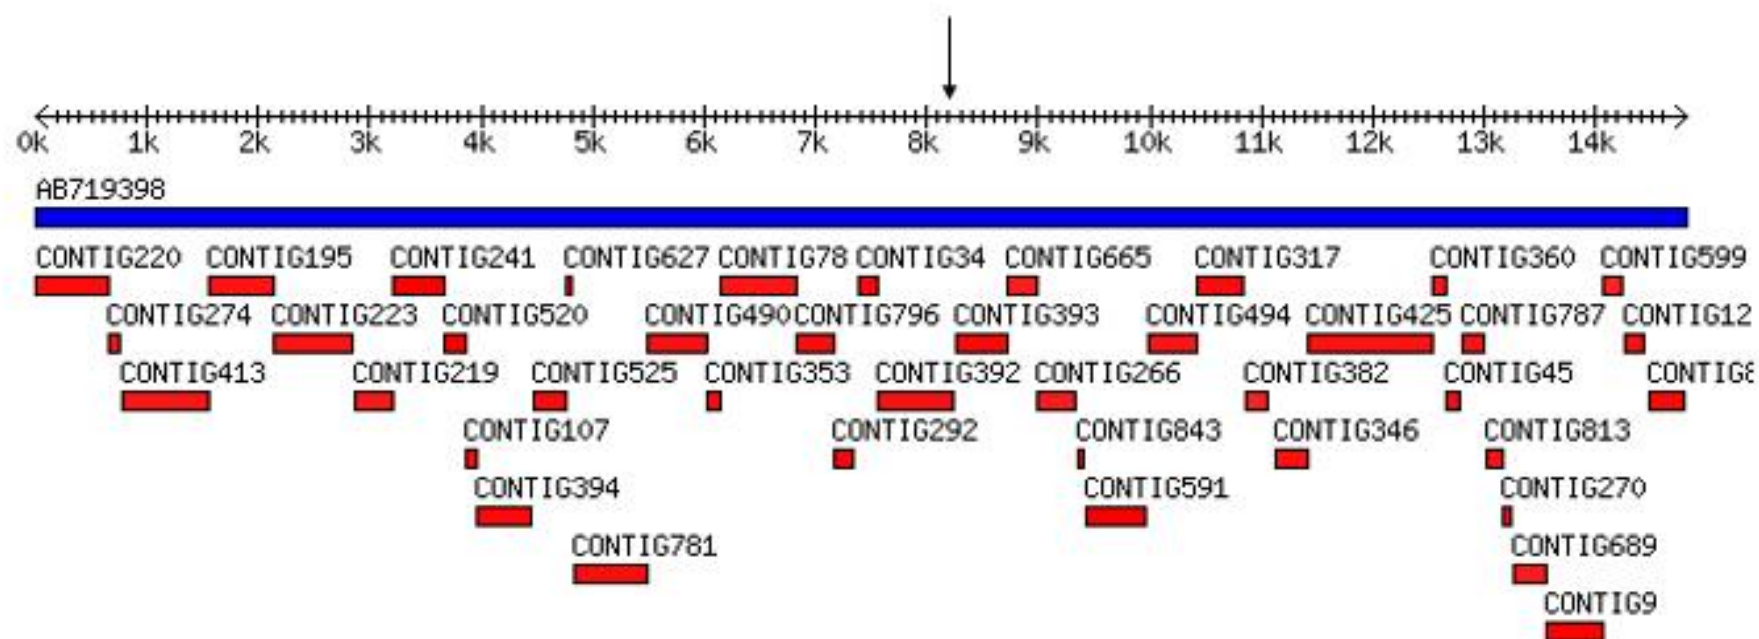 0k 1k 2k 3k 4k 5k 6k 7k 8k 9k 10k 11k 12k 13k 14k
AB719398
CONTIG220 CONTIG195 CONTIG241 CONTIG627 CONTIG78 CONTIG34 CONTIG665 CONTIG317 CONTIG360 CONTIG599
CONTIG274 CONTIG223 CONTIG520 CONTIG490 CONTIG796 CONTIG393 CONTIG494 CONTIG425 CONTIG787 CONTIG12
CONTIG413 CONTIG219 CONTIG525 CONTIG353 CONTIG392 CONTIG266 CONTIG382 CONTIG45
CONTIG107 CONTIG292 CONTIG843 CONTIG346 CONTIG813
CONTIG394 CONTIG591 CONTIG270
CONTIG781 CONTIG689
CONTIG9